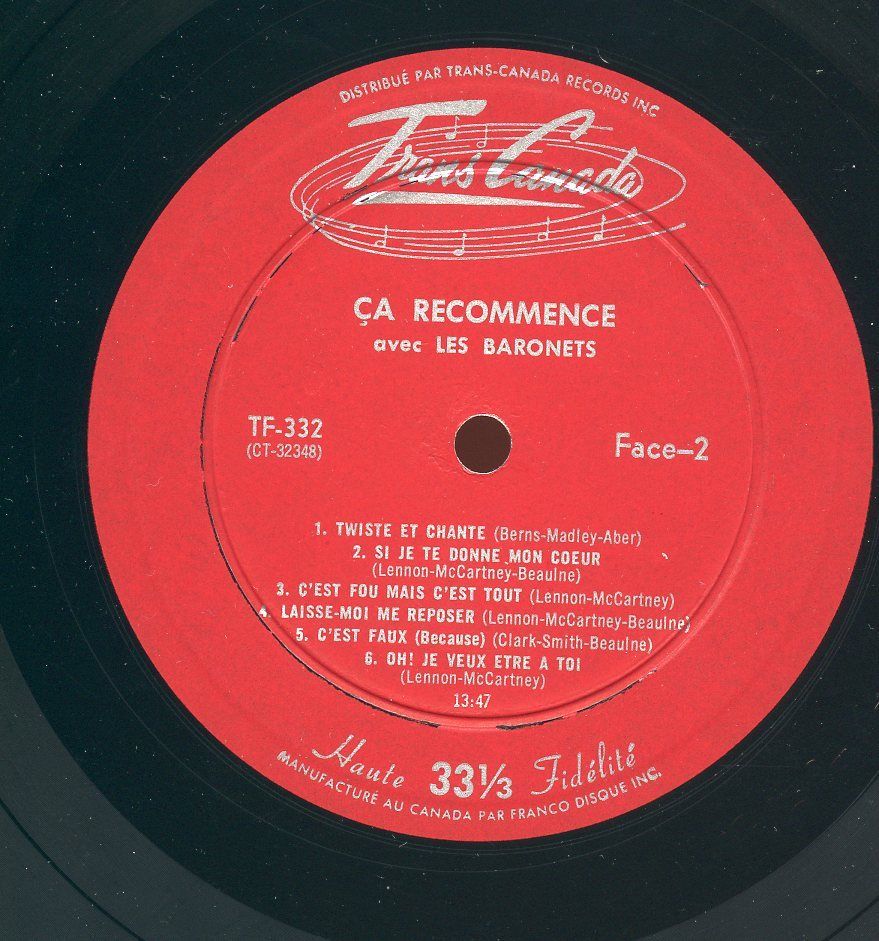 DISTRIBUÉ PAR TRANS-CANADA RECORDS INC
Trans Canada
ÇA RECOMMENCE
avec LES BARONETS
TF-332
(CT-32348)
Face-2
1. TWISTE ET CHANTE (Berns-Madley-Aber)
2. SI JE TE DONNE MON COEUR
(Lennon-McCartney-Beaulne)
3. C'EST FOU MAIS C'EST TOUT (Lennon-McCartney)
4. LAISSE-MOI ME REPOSER (Lennon-McCartney-Beaulne)
5. C'EST FAUX (Because) (Clark-Smith-Beaulne)
6. OH! JE VEUX ETRE A TOI
(Lennon-McCartney)
13:47
Haute 33⅓ Fidélité
MANUFACTURÉ AU CANADA PAR FRANCO DISQUE INC.